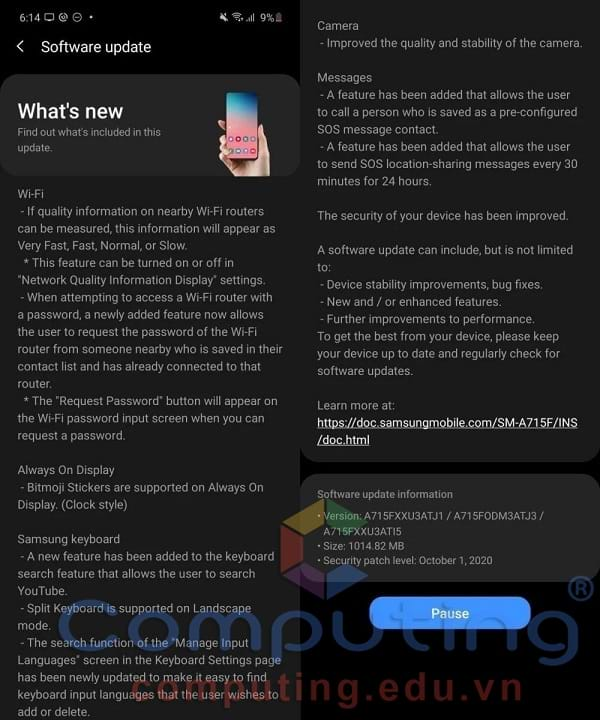 6:14 9%
Software update
What's new
Find out what's included in this
update.
Wi-Fi
- If quality information on nearby Wi-Fi routers
can be measured, this information will appear as
Very Fast, Fast, Normal, or Slow.
* This feature can be turned on or off in
"Network Quality Information Display" settings.
- When attempting to access a Wi-Fi router with
a password, a newly added feature now allows
the user to request the password of the Wi-Fi
router from someone nearby who is saved in their
contact list and has already connected to that
router.
* The "Request Password" button will appear on
the Wi-Fi password input screen when you can
request a password.
Always On Display
- Bitmoji Stickers are supported on Always On
Display. (Clock style)
Samsung keyboard
- A new feature has been added to the keyboard
search feature that allows the user to search
YouTube.
- Split Keyboard is supported on Landscape
mode.
- The search function of the "Manage Input
Languages" screen in the Keyboard Settings page
has been newly updated to make it easy to find
keyboard input languages that the user wishes to
add or delete.
Camera
- Improved the quality and stability of the camera.
Messages
- A feature has been added that allows the user
to call a person who is saved as a pre-configured
SOS message contact.
- A feature has been added that allows the user
to send SOS location-sharing messages every 30
minutes for 24 hours.
The security of your device has been improved.
A software update can include, but is not limited
to:
- Device stability improvements, bug fixes.
- New and / or enhanced features.
- Further improvements to performance.
To get the best from your device, please keep
your device up to date and regularly check for
software updates.
Learn more at:
https://doc.samsungmobile.com/SM-A715F/INS
/doc.html
Software update information
• Version: A715FXXU3ATJ1 / A715FODM3ATJ3 /
A715FXXU3ATI5
• Size: 1014.82 MB
• Security patch level: October 1, 2020
Pause
Computing®
computing.edu.vn